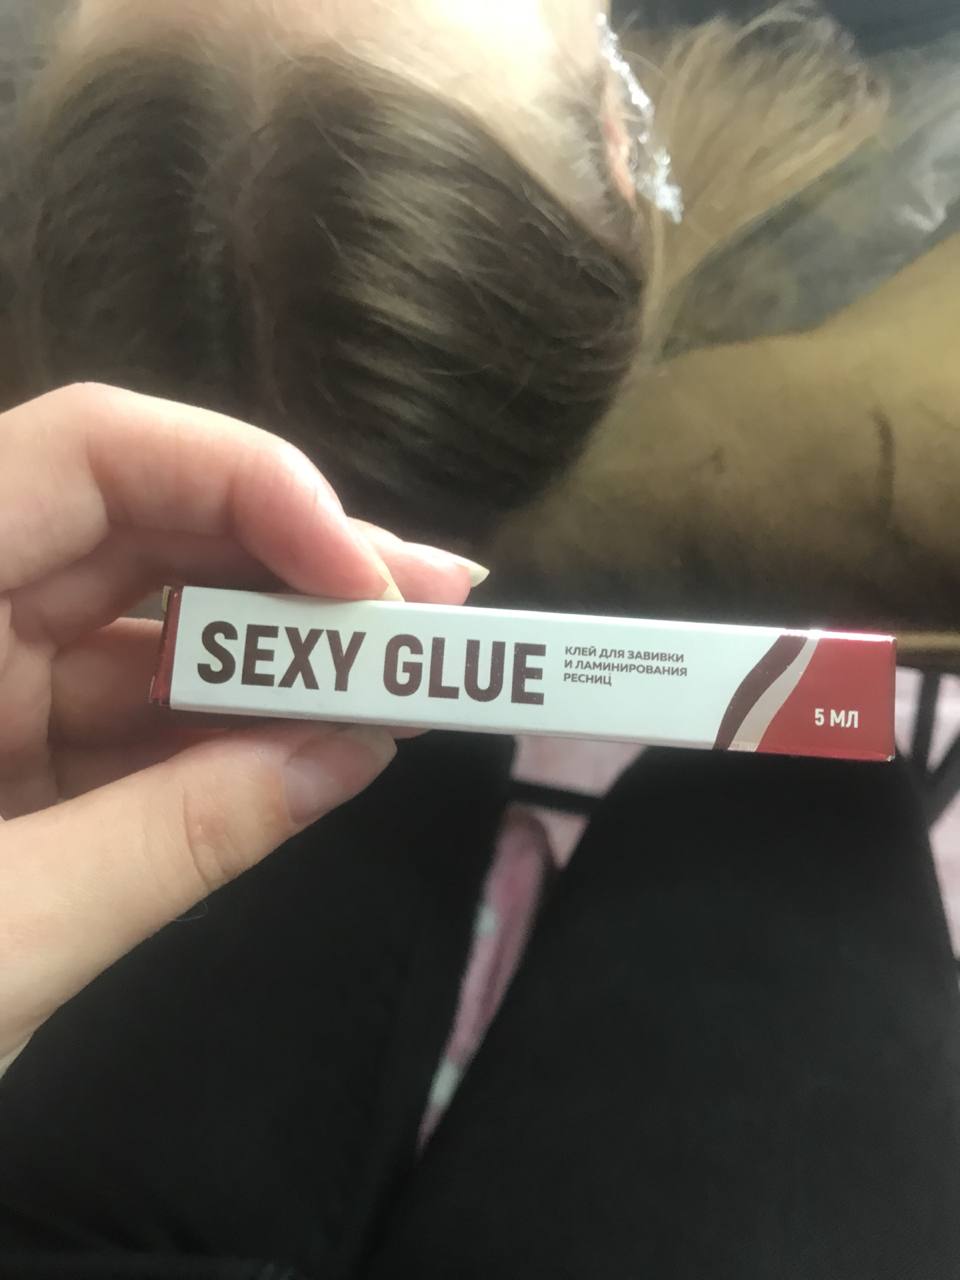 SEXY GLUE
КЛЕЙ ДЛЯ ЗАВИВКИ
И ЛАМИНИРОВАНИЯ
РЕСНИЦ
5 МЛ